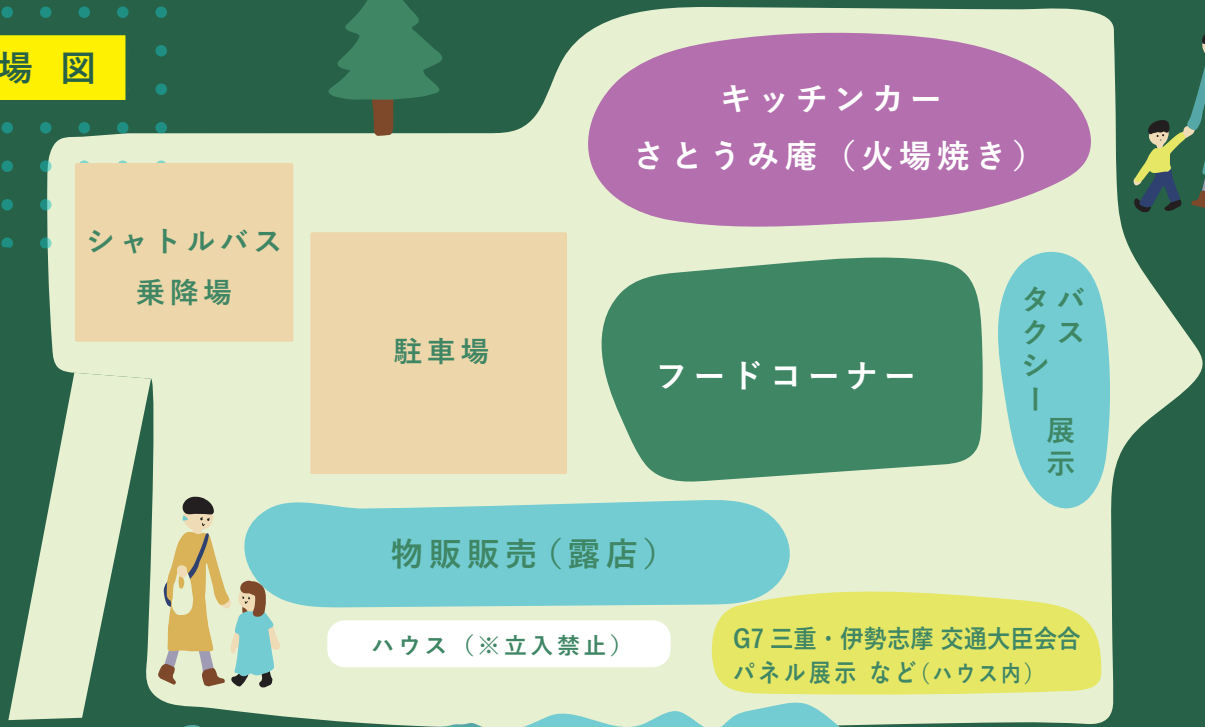 場 図
キッチンカー
さとうみ庵（火場焼き）
シャトルバス
乗降場
駐車場
フードコーナー
バス
タクシー
展示
物販販売（露店）
ハウス（※立入禁止）
G7 三重・伊勢志摩 交通大臣会合
パネル展示 など（ハウス内）